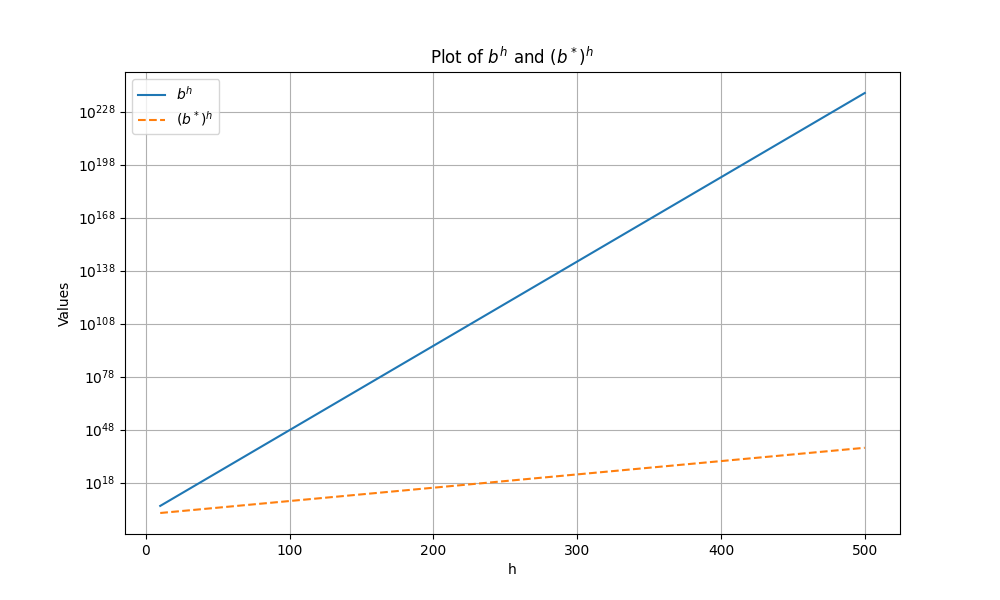 Plot of $b^h$ and $(b^*)^h$
$b^h$
$(b^*)^h$
Values
$10^{228}$
$10^{198}$
$10^{168}$
$10^{138}$
$10^{108}$
$10^{78}$
$10^{48}$
$10^{18}$
0 100 200 300 400 500
h